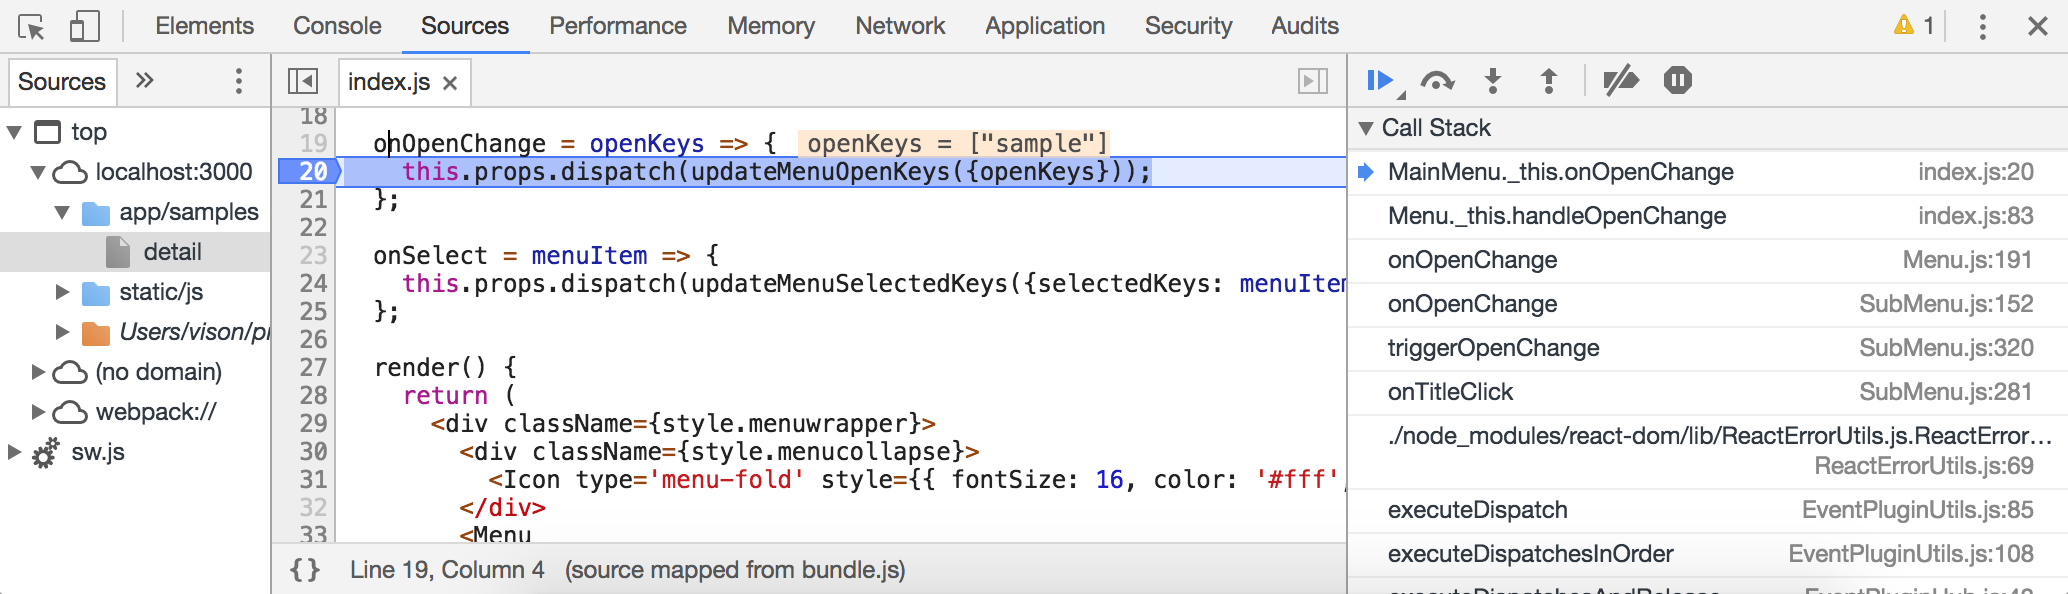 Elements Console Sources Performance Memory Network Application Security Audits 1
Sources
top
localhost:3000
app/samples
detail
static/js
Users/vison/p
(no domain)
webpack://
sw.js
index.js
18
19 onOpenChange = openKeys => { openKeys = ["sample"]
20 this.props.dispatch(updateMenuOpenKeys({openKeys}));
21 };
22
23 onSelect = menuItem => {
24 this.props.dispatch(updateMenuSelectedKeys({selectedKeys: menuItem
25 };
26
27 render() {
28 return (
29 <div className={style.menuwrapper}>
30 <div className={style.menucollapse}>
31 <Icon type='menu-fold' style={{ fontSize: 16, color: '#fff',
32 </div>
33 <Menu
{} Line 19, Column 4 (source mapped from bundle.js)
Call Stack
MainMenu._this.onOpenChange index.js:20
Menu._this.handleOpenChange index.js:83
onOpenChange Menu.js:191
onOpenChange SubMenu.js:152
triggerOpenChange SubMenu.js:320
onTitleClick SubMenu.js:281
./node_modules/react-dom/lib/ReactErrorUtils.js.ReactError...
ReactErrorUtils.js:69
executeDispatch EventPluginUtils.js:85
executeDispatchesInOrder EventPluginUtils.js:108